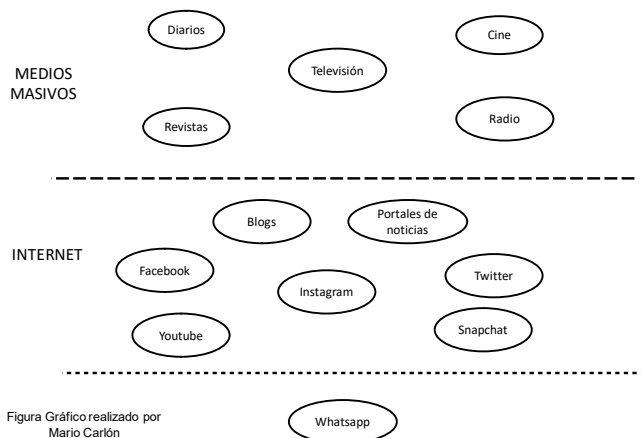 Diarios
Cine
Televisión
MEDIOS
MASIVOS
Revistas
Radio
Blogs
Portales de
noticias
INTERNET
Facebook
Twitter
Instagram
Youtube
Snapchat
Figura Gráfico realizado por
Mario Carlón
Whatsapp